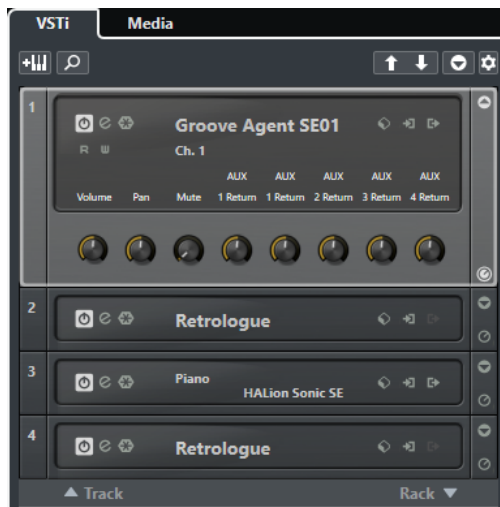 VSTi Media
1
Groove Agent SE01
R W
Ch. 1
AUX AUX AUX AUX AUX
Volume Pan Mute 1 Return 1 Return 2 Return 3 Return 4 Return
2
Retrologue
3
Piano
HALion Sonic SE
4
Retrologue
Track Rack